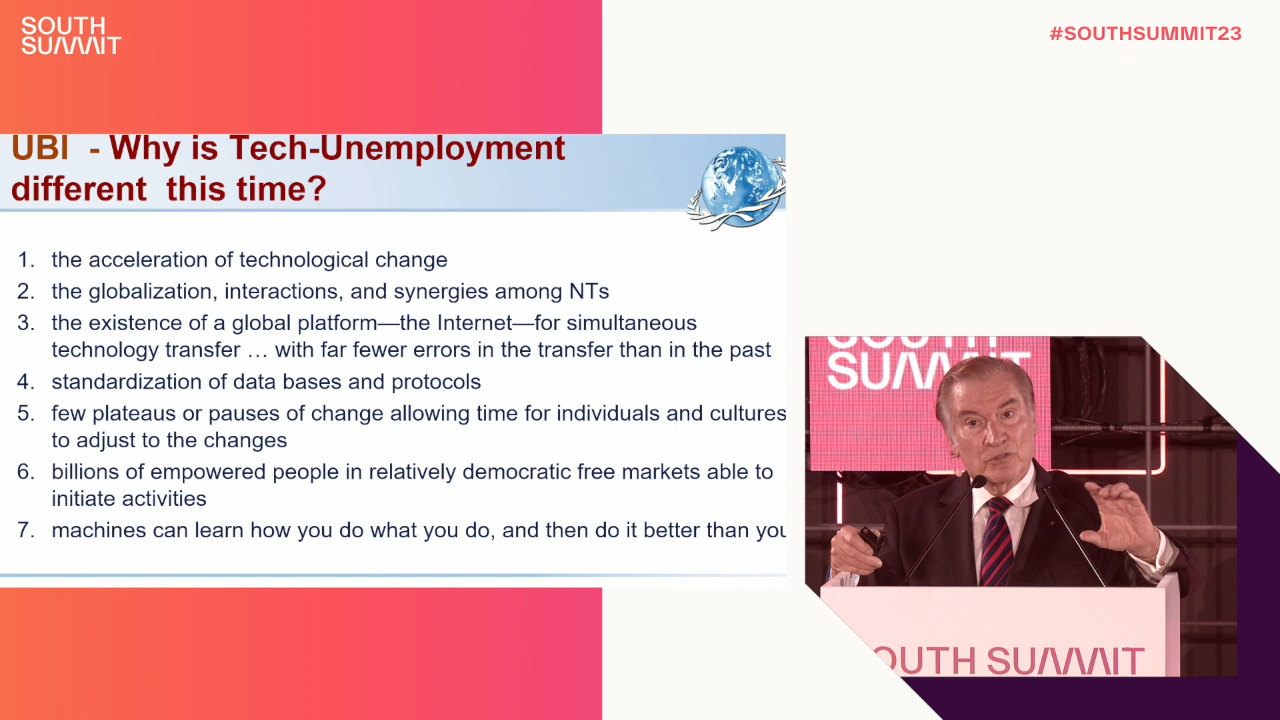 SOUTH
SUMMIT
#SOUTHSUMMIT23
UBI - Why is Tech-Unemployment
different this time?
1. the acceleration of technological change
2. the globalization, interactions, and synergies among NTs
3. the existence of a global platform—the Internet—for simultaneous
technology transfer … with far fewer errors in the transfer than in the past
4. standardization of data bases and protocols
5. few plateaus or pauses of change allowing time for individuals and cultures
to adjust to the changes
6. billions of empowered people in relatively democratic free markets able to
initiate activities
7. machines can learn how you do what you do, and then do it better than you
SOUTH
SUMMIT
SOUTH SUMMIT